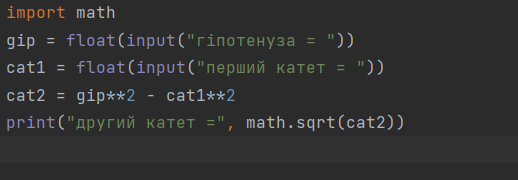 import math
gip = float(input("гіпотенуза = "))
cat1 = float(input("перший катет = "))
cat2 = gip**2 - cat1**2
print("другий катет =", math.sqrt(cat2))